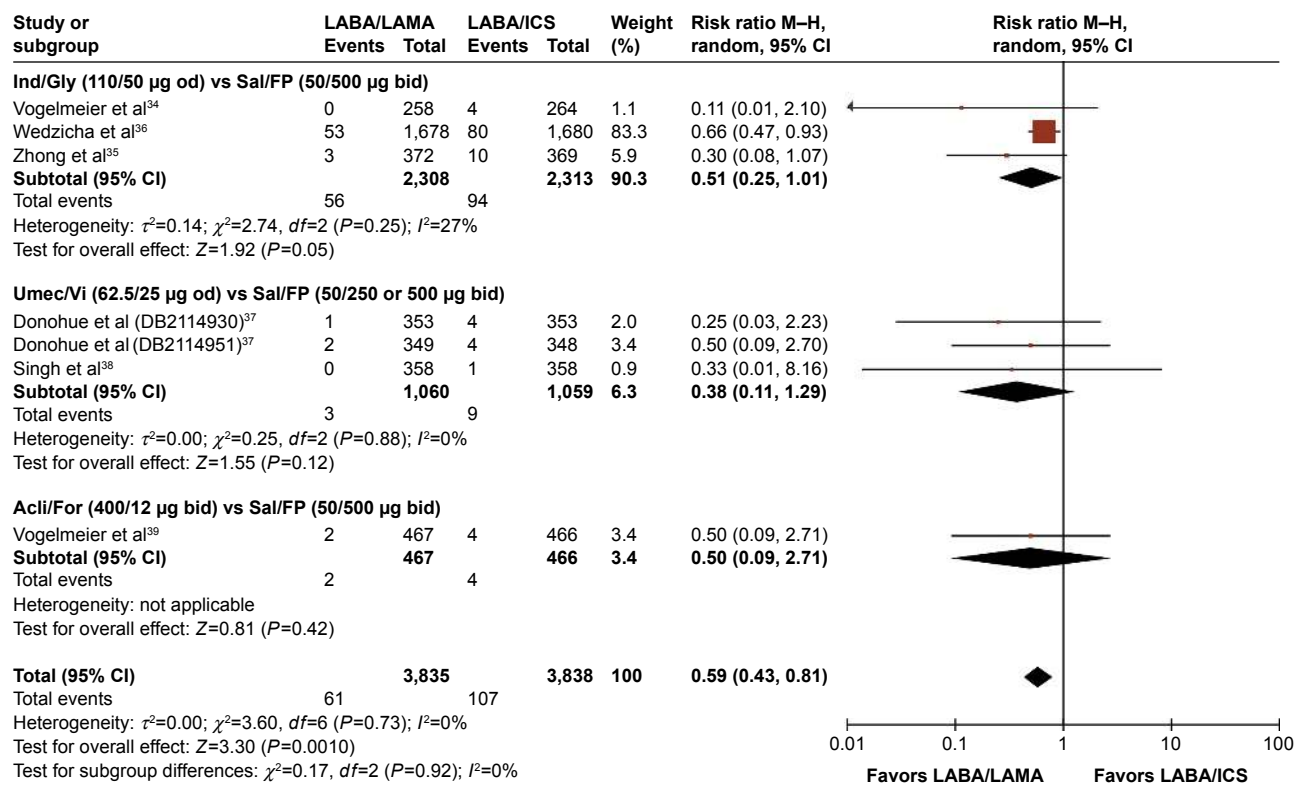 Study or subgroup LABA/LAMA LABA/ICS Weight (%) Risk ratio M–H, random, 95% CI Risk ratio M–H, random, 95% CI
Events Total Events Total
Ind/Gly (110/50 µg od) vs Sal/FP (50/500 µg bid)
Vogelmeier et al³⁴ 0 258 4 264 1.1 0.11 (0.01, 2.10)
Wedzicha et al³⁶ 53 1,678 80 1,680 83.3 0.66 (0.47, 0.93)
Zhong et al³⁵ 3 372 10 369 5.9 0.30 (0.08, 1.07)
Subtotal (95% CI) 2,308 2,313 90.3 0.51 (0.25, 1.01)
Total events 56 94
Heterogeneity: τ²=0.14; χ²=2.74, df=2 (P=0.25); I²=27%
Test for overall effect: Z=1.92 (P=0.05)
Umec/Vi (62.5/25 µg od) vs Sal/FP (50/250 or 500 µg bid)
Donohue et al (DB2114930)³⁷ 1 353 4 353 2.0 0.25 (0.03, 2.23)
Donohue et al (DB2114951)³⁷ 2 349 4 348 3.4 0.50 (0.09, 2.70)
Singh et al³⁸ 0 358 1 358 0.9 0.33 (0.01, 8.16)
Subtotal (95% CI) 1,060 1,059 6.3 0.38 (0.11, 1.29)
Total events 3 9
Heterogeneity: τ²=0.00; χ²=0.25, df=2 (P=0.88); I²=0%
Test for overall effect: Z=1.55 (P=0.12)
Acli/For (400/12 µg bid) vs Sal/FP (50/500 µg bid)
Vogelmeier et al³⁹ 2 467 4 466 3.4 0.50 (0.09, 2.71)
Subtotal (95% CI) 467 466 3.4 0.50 (0.09, 2.71)
Total events 2 4
Heterogeneity: not applicable
Test for overall effect: Z=0.81 (P=0.42)
Total (95% CI) 3,835 3,838 100 0.59 (0.43, 0.81)
Total events 61 107
Heterogeneity: τ²=0.00; χ²=3.60, df=6 (P=0.73); I²=0%
Test for overall effect: Z=3.30 (P=0.0010)
Test for subgroup differences: χ²=0.17, df=2 (P=0.92); I²=0%
0.01 0.1 1 10 100
Favors LABA/LAMA Favors LABA/ICS